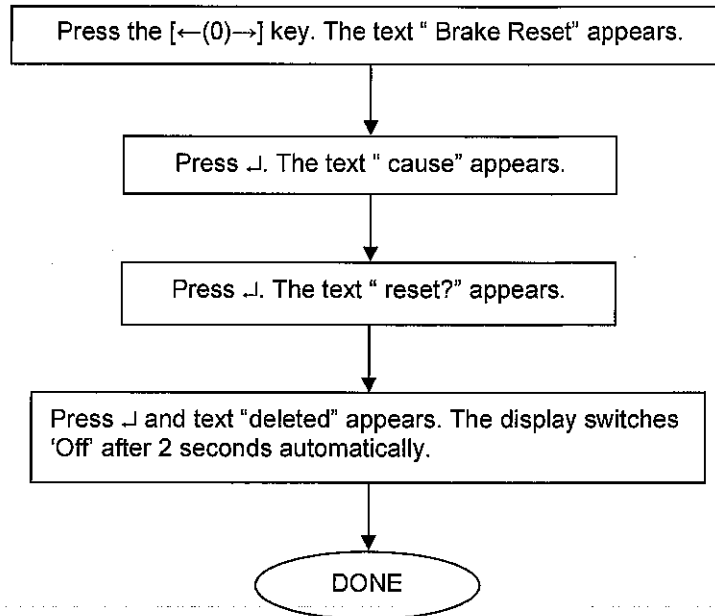 Press the [←(0)→] key. The text " Brake Reset" appears.
Press ↵. The text " cause" appears.
Press ↵. The text " reset?" appears.
Press ↵ and text "deleted" appears. The display switches
'Off' after 2 seconds automatically.
DONE